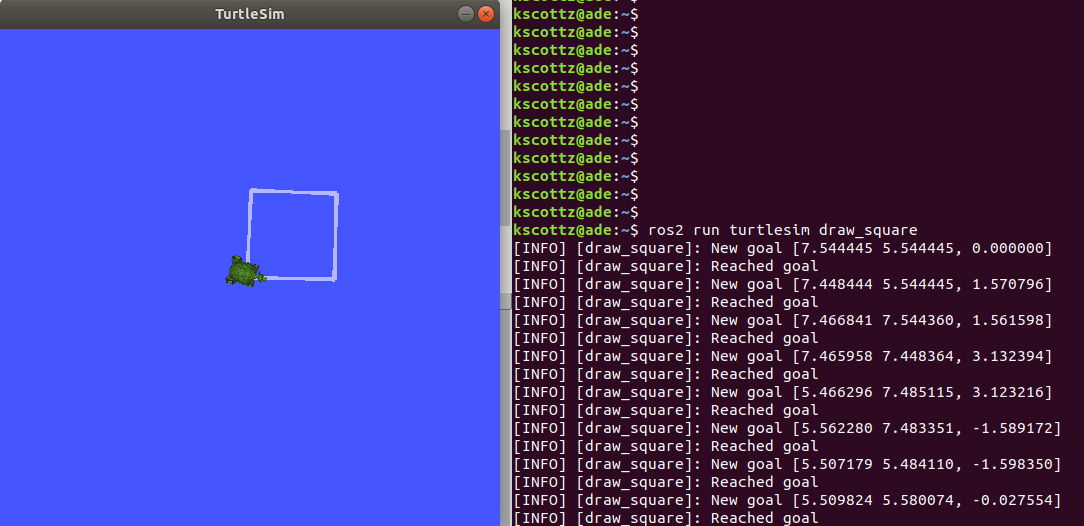 TurtleSim
kscottz@ade:~$
kscottz@ade:~$
kscottz@ade:~$
kscottz@ade:~$
kscottz@ade:~$
kscottz@ade:~$
kscottz@ade:~$
kscottz@ade:~$
kscottz@ade:~$
kscottz@ade:~$
kscottz@ade:~$
kscottz@ade:~$
kscottz@ade:~$ ros2 run turtlesim draw_square
[INFO] [draw_square]: New goal [7.544445 5.544445, 0.000000]
[INFO] [draw_square]: Reached goal
[INFO] [draw_square]: New goal [7.448444 5.544445, 1.570796]
[INFO] [draw_square]: Reached goal
[INFO] [draw_square]: New goal [7.466841 7.544360, 1.561598]
[INFO] [draw_square]: Reached goal
[INFO] [draw_square]: New goal [7.465958 7.448364, 3.132394]
[INFO] [draw_square]: Reached goal
[INFO] [draw_square]: New goal [5.466296 7.485115, 3.123216]
[INFO] [draw_square]: Reached goal
[INFO] [draw_square]: New goal [5.562280 7.483351, -1.589172]
[INFO] [draw_square]: Reached goal
[INFO] [draw_square]: New goal [5.507179 5.484110, -1.598350]
[INFO] [draw_square]: Reached goal
[INFO] [draw_square]: New goal [5.509824 5.580074, -0.027554]
[INFO] [draw_square]: Reached goal